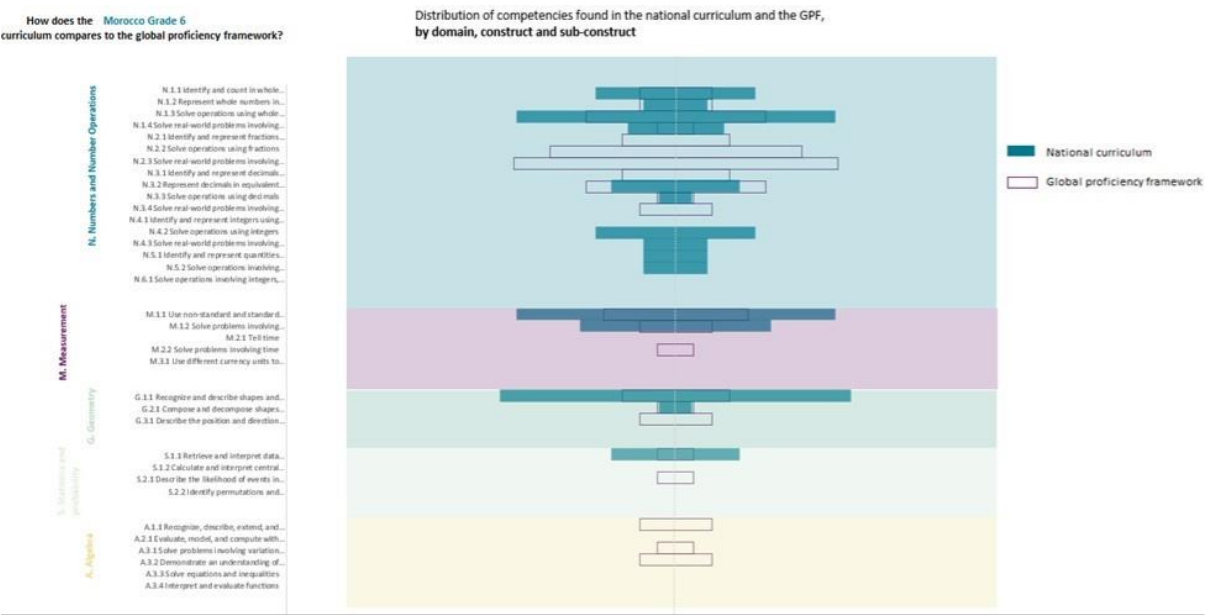 How does the Morocco Grade 6
curriculum compares to the global proficiency framework?
Distribution of competencies found in the national curriculum and the GPF,
by domain, construct and sub-construct
N. Numbers and Number Operations
N.1.1 Identify and count in whole...
N.1.2 Represent whole numbers in...
N.1.3 Solve operations using whole...
N.1.4 Solve real-world problems involving...
N.2.1 Identify and represent fractions...
N.2.2 Solve operations using fractions
N.2.3 Solve real-world problems involving...
N.3.1 Identify and represent decimals...
N.3.2 Represent decimals in equivalent...
N.3.3 Solve operations using decimals
N.3.4 Solve real-world problems involving...
N.4.1 Identify and represent integers using...
N.4.2 Solve operations using integers
N.4.3 Solve real-world problems involving...
N.5.1 Identify and represent quantities...
N.5.2 Solve operations involving...
N.6.1 Solve operations involving integers,...
National curriculum
Global proficiency framework
M. Measurement
M.1.1 Use non-standard and standard...
M.1.2 Solve problems involving...
M.2.1 Tell time
M.2.2 Solve problems involving time
M.3.1 Use different currency units to...
G. Geometry
G.1.1 Recognize and describe shapes and...
G.2.1 Compose and decompose shapes...
G.3.1 Describe the position and direction...
S. Statistics and
probability
S.1.1 Retrieve and interpret data...
S.1.2 Calculate and interpret central...
S.2.1 Describe the likelihood of events in...
S.2.2 Identify permutations and...
A. Algebra
A.1.1 Recognize, describe, extend, and...
A.2.1 Evaluate, model, and compute with...
A.3.1 Solve problems involving variation...
A.3.2 Demonstrate an understanding of...
A.3.3 Solve equations and inequalities
A.3.4 Interpret and evaluate functions